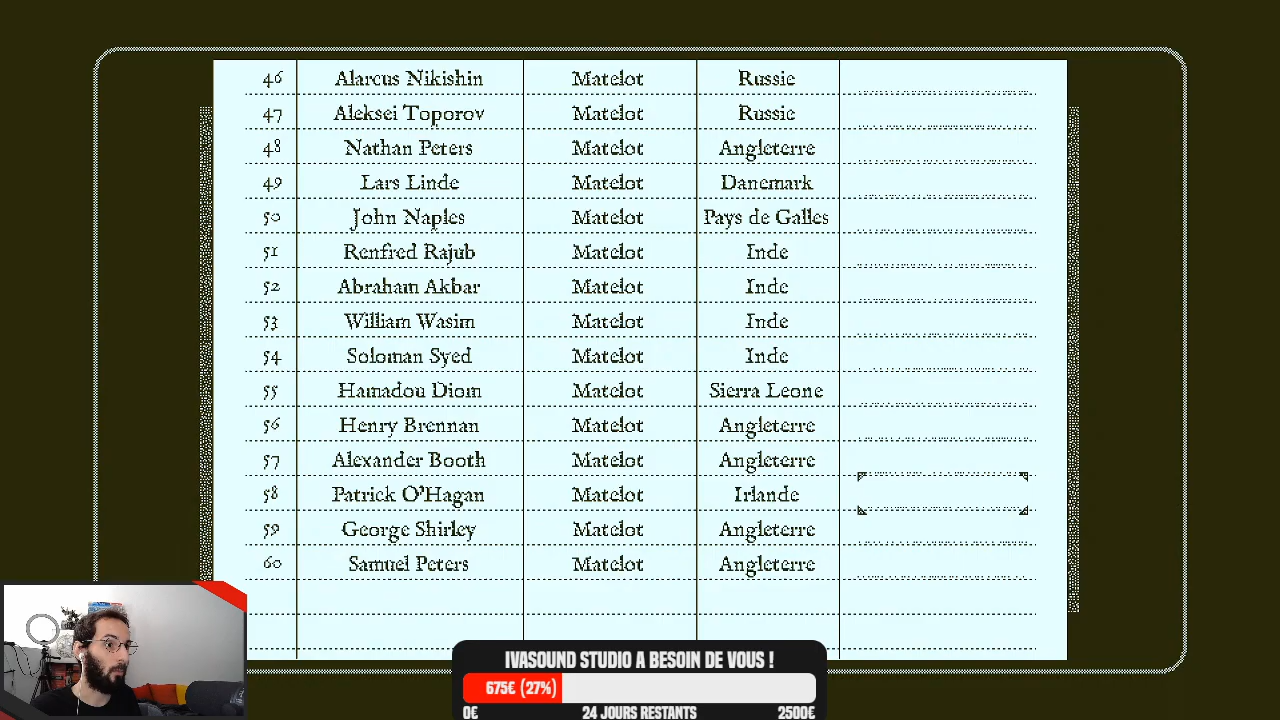 46 Alarcus Nikishin Matelot Russie
47 Aleksei Toporov Matelot Russie
48 Nathan Peters Matelot Angleterre
49 Lars Linde Matelot Danemark
50 John Naples Matelot Pays de Galles
51 Renfred Rajub Matelot Inde
52 Abraham Akbar Matelot Inde
53 William Wasim Matelot Inde
54 Soloman Syed Matelot Inde
55 Hamadou Diom Matelot Sierra Leone
56 Henry Brennan Matelot Angleterre
57 Alexander Booth Matelot Angleterre
58 Patrick O'Hagan Matelot Irlande
59 George Shirley Matelot Angleterre
60 Samuel Peters Matelot Angleterre
IVASOUND STUDIO A BESOIN DE VOUS !
675€ (27%)
0€ 24 JOURS RESTANTS 2500€